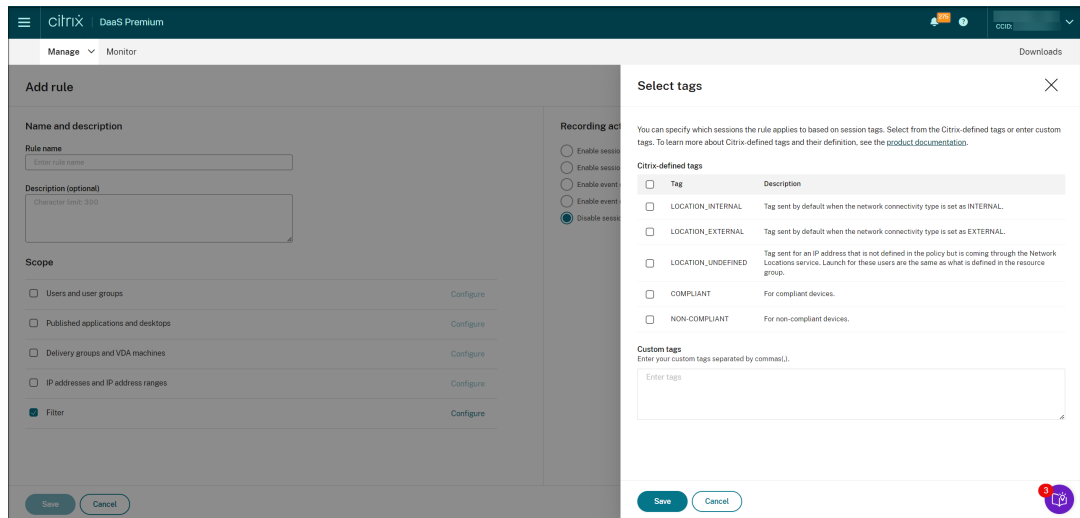 citrix | DaaS Premium
275
CCID:
Manage Monitor Downloads
Add rule
Name and description
Rule name
Enter rule name
Description (optional)
Character limit: 300
Scope
Users and user groups Configure
Published applications and desktops Configure
Delivery groups and VDA machines Configure
IP addresses and IP address ranges Configure
Filter Configure
Save Cancel
Recording act
Enable sessio
Enable sessio
Enable event
Enable event
Disable sessio
Select tags
You can specify which sessions the rule applies to based on session tags. Select from the Citrix-defined tags or enter custom
tags. To learn more about Citrix-defined tags and their definition, see the product documentation.
Citrix-defined tags
Tag Description
LOCATION_INTERNAL Tag sent by default when the network connectivity type is set as INTERNAL.
LOCATION_EXTERNAL Tag sent by default when the network connectivity type is set as EXTERNAL.
LOCATION_UNDEFINED Tag sent for an IP address that is not defined in the policy but is coming through the Network
Locations service. Launch for these users are the same as what is defined in the resource
group.
COMPLIANT For compliant devices.
NON-COMPLIANT For non-compliant devices.
Custom tags
Enter your custom tags separated by commas(,).
Enter tags
Save Cancel
3